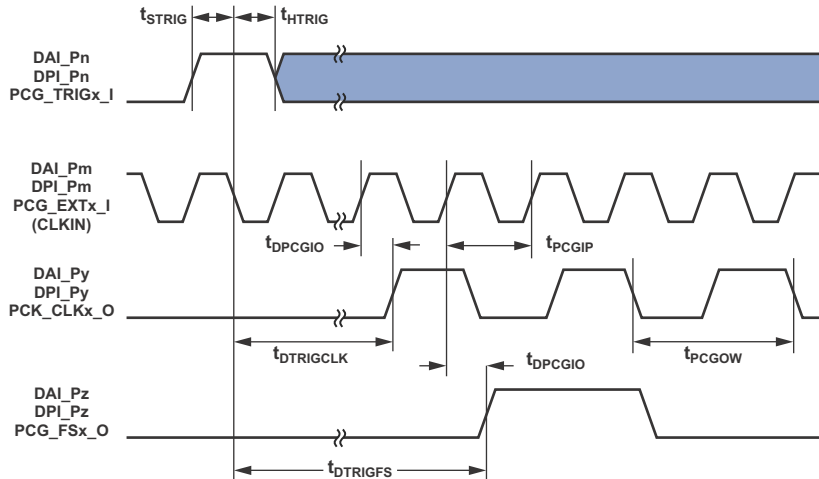 tSTRIG
tHTRIG
DAI_Pn
DPI_Pn
PCG_TRIGx_I
DAI_Pm
DPI_Pm
PCG_EXTx_I
(CLKIN)
tDPCGIO
tPCGIP
DAI_Py
DPI_Py
PCK_CLKx_O
tDTRIGCLK
tDPCGIO
tPCGOW
DAI_Pz
DPI_Pz
PCG_FSx_O
tDTRIGFS